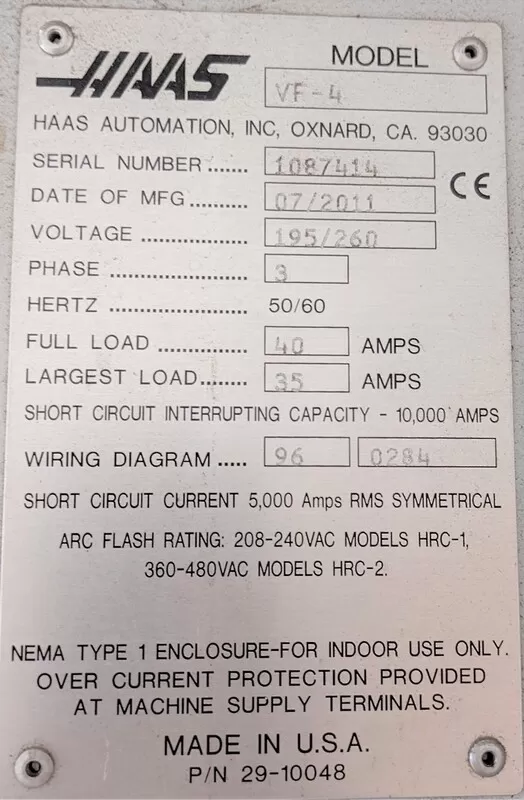 HAAS
MODEL
VF-4
HAAS AUTOMATION, INC, OXNARD, CA. 93030
SERIAL NUMBER ....... 1087414
DATE OF MFG ....... 07/2011
CE
VOLTAGE ............. 195/260
PHASE ................. 3
HERTZ ................. 50/60
FULL LOAD ............. 40 AMPS
LARGEST LOAD....... 35 AMPS
SHORT CIRCUIT INTERRUPTING CAPACITY - 10,000 AMPS
WIRING DIAGRAM ..... 96 0284
SHORT CIRCUIT CURRENT 5,000 Amps RMS SYMMETRICAL
ARC FLASH RATING: 208-240VAC MODELS HRC-1,
360-480VAC MODELS HRC-2.
NEMA TYPE 1 ENCLOSURE-FOR INDOOR USE ONLY.
OVER CURRENT PROTECTION PROVIDED
AT MACHINE SUPPLY TERMINALS.
MADE IN U.S.A.
P/N 29-10048